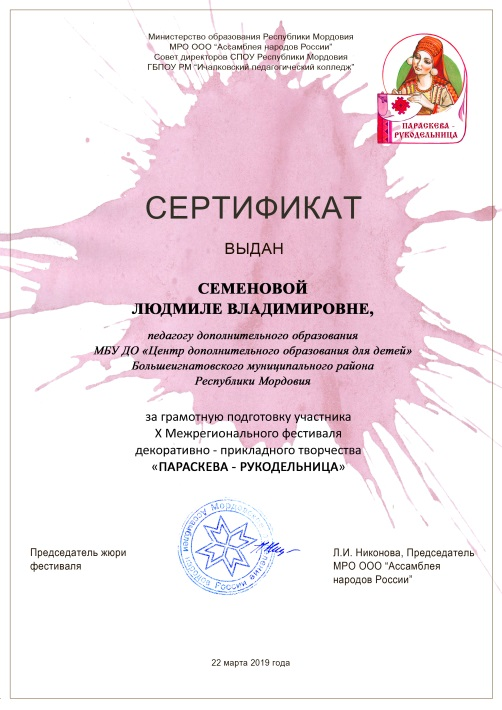 Министерство образования Республики Мордовия
МРО ООО "Ассамблея народов России"
Совет директоров СПОУ Республики Мордовия
ГБПОУ РМ "Ичалковский педагогический колледж"
ПАРАСКЕВА -
РУКОДЕЛЬНИЦА
СЕРТИФИКАТ
ВЫДАН
СЕМЕНОВОЙ
ЛЮДМИЛЕ ВЛАДИМИРОВНЕ,
педагогу дополнительного образования
МБУ ДО «Центр дополнительного образования для детей»
Большеигнатовского муниципального района
Республики Мордовия
за грамотную подготовку участника
X Межрегионального фестиваля
декоративно - прикладного творчества
«ПАРАСКЕВА - РУКОДЕЛЬНИЦА»
Председатель жюри
фестиваля
Л.И. Никонова, Председатель
МРО ООО "Ассамблея
народов России"
22 марта 2019 года